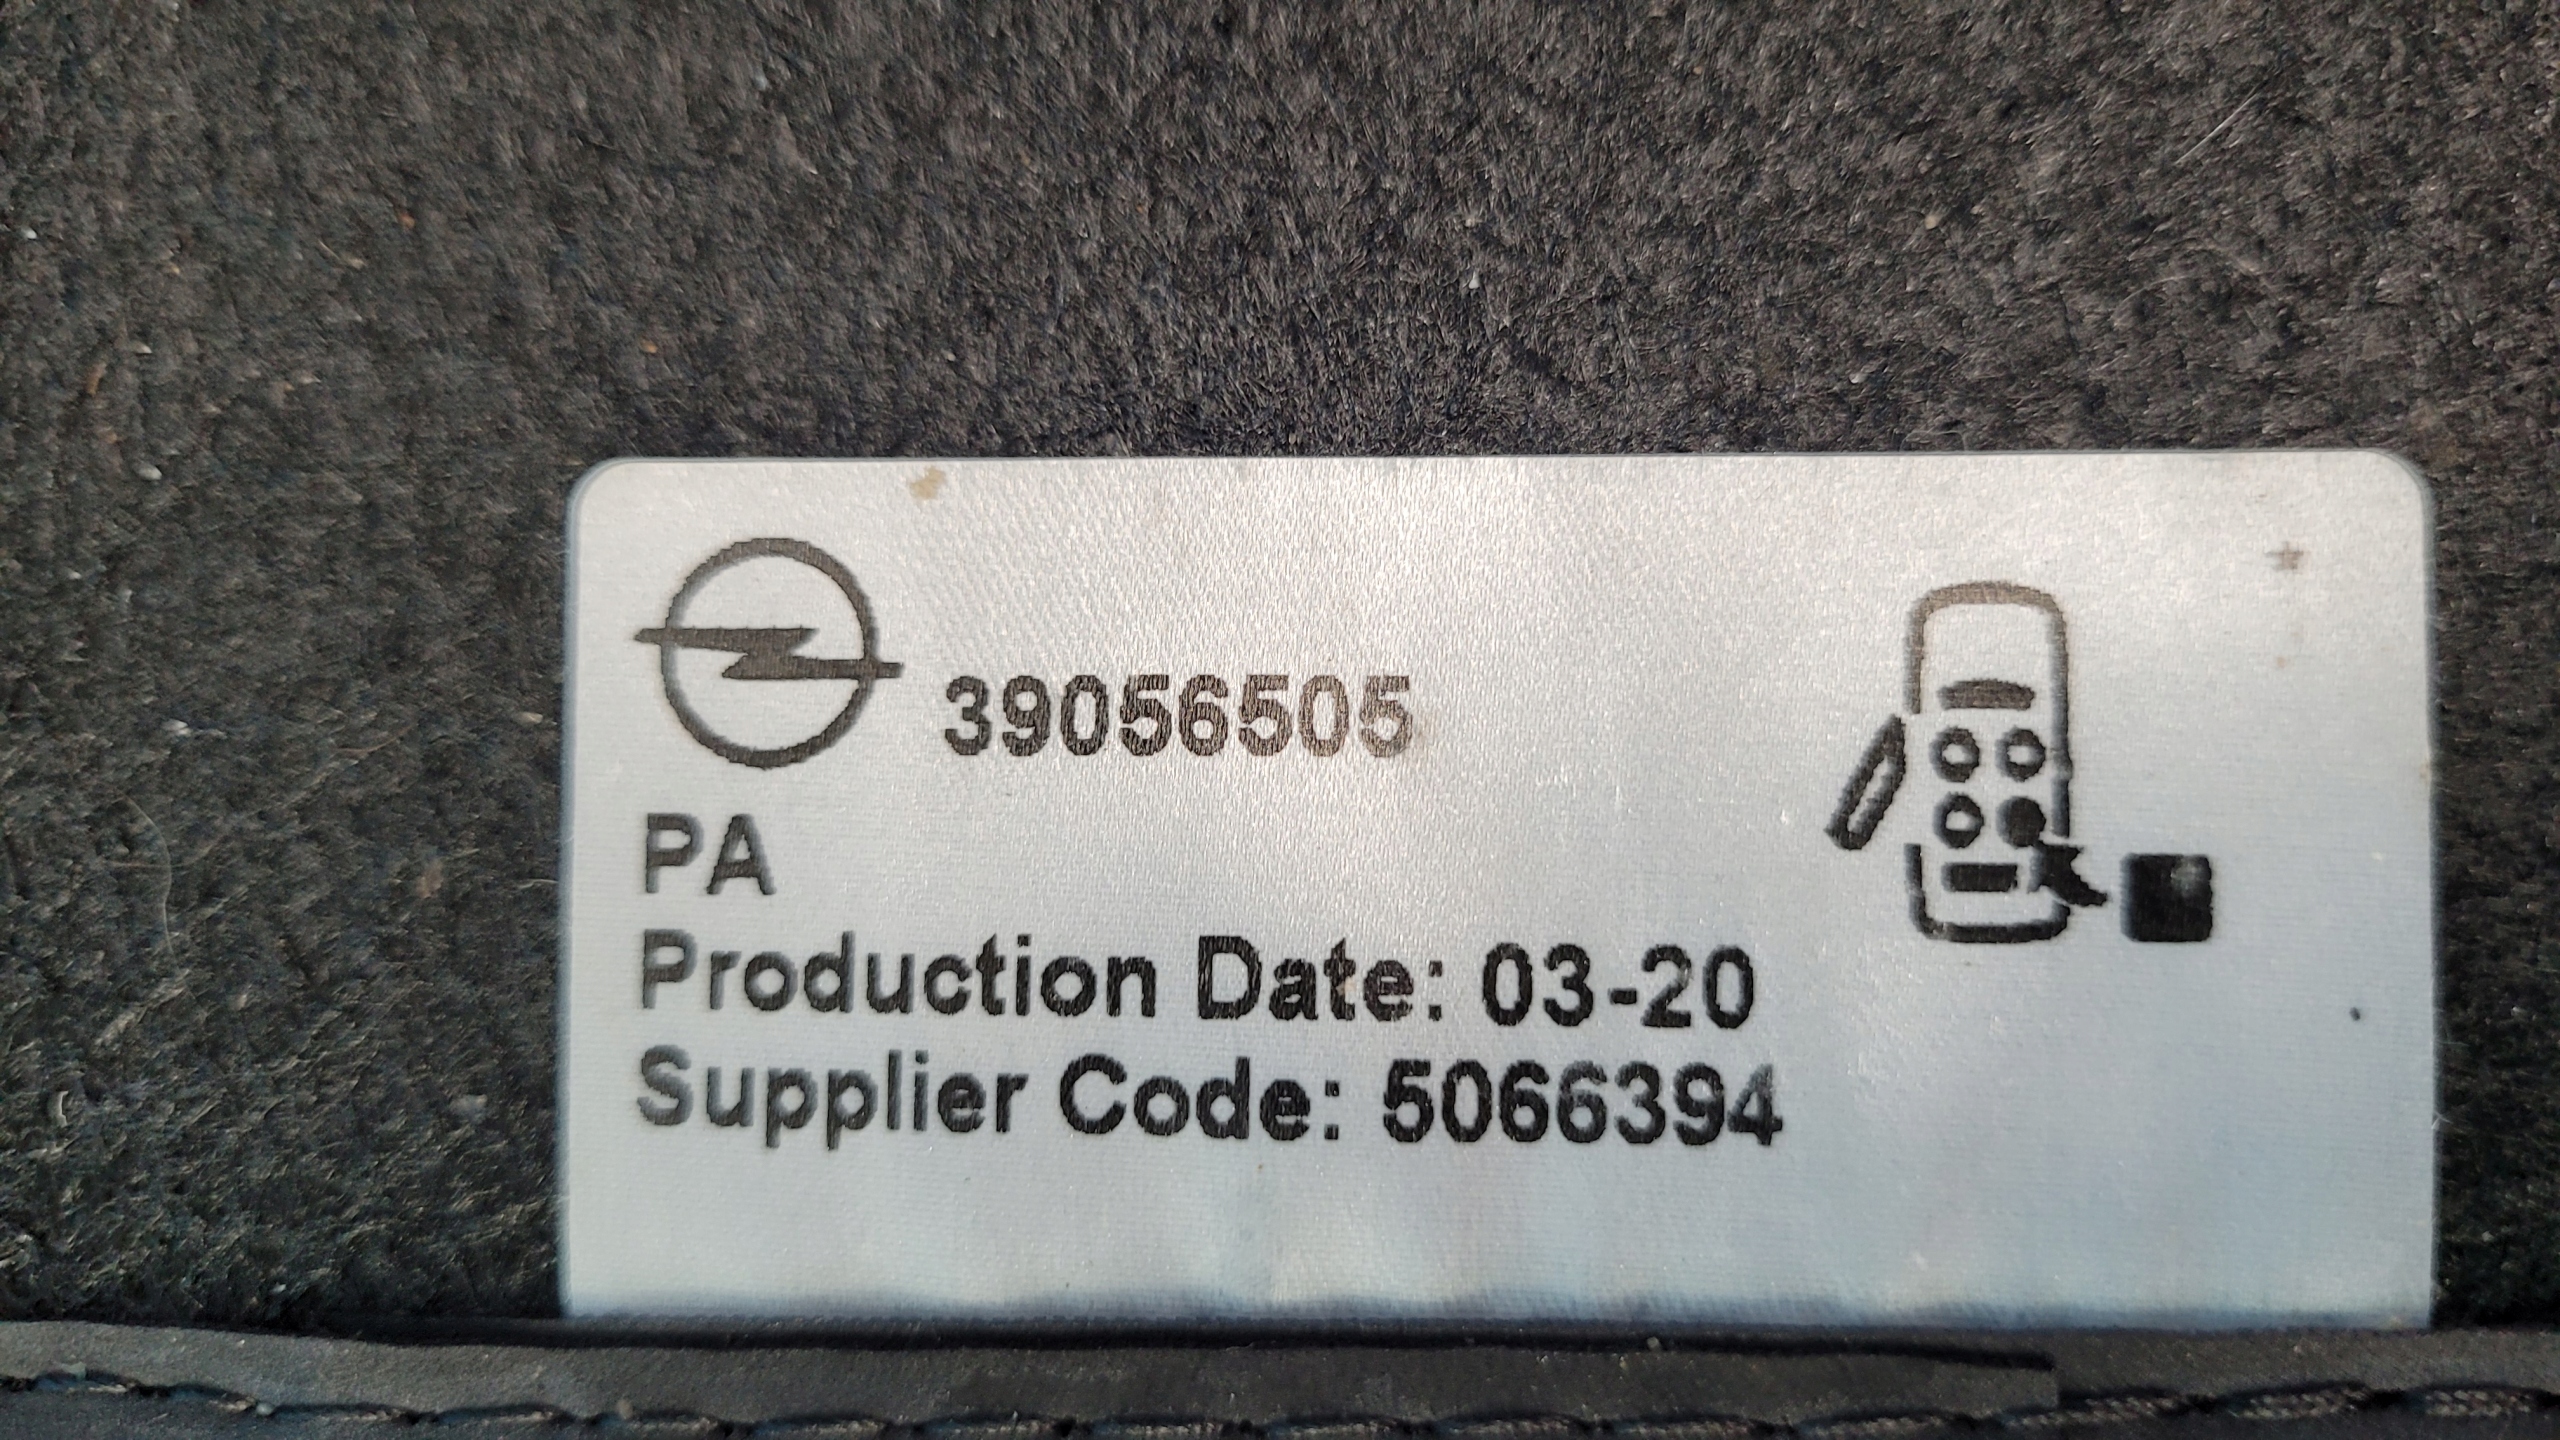 39056505
PA
Production Date: 03-20
Supplier Code: 5066394